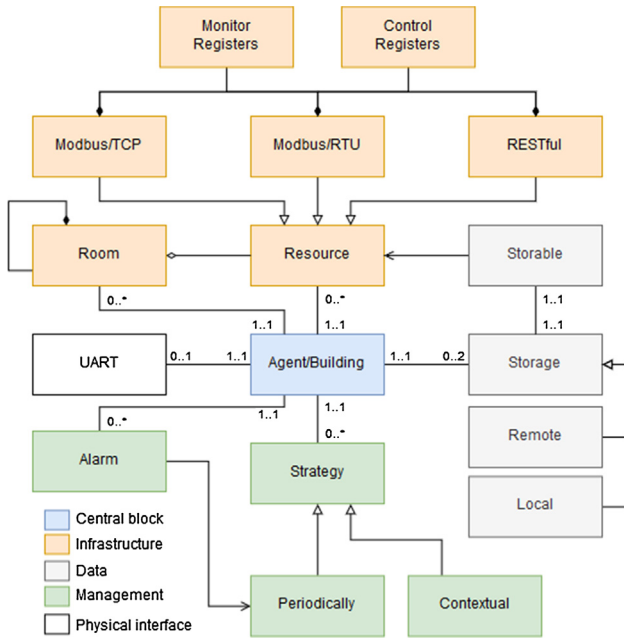 Monitor
Registers
Control
Registers
Modbus/TCP
Modbus/RTU
RESTful
Room
Resource
Storable
0..*
0..*
1..1
1..1
1..1
1..1
UART
0..1
1..1
Agent/Building
1..1
0..2
Storage
1..1
1..1
0..*
0..*
Alarm
Strategy
Remote
Local
Central block
Infrastructure
Data
Management
Physical interface
Periodically
Contextual